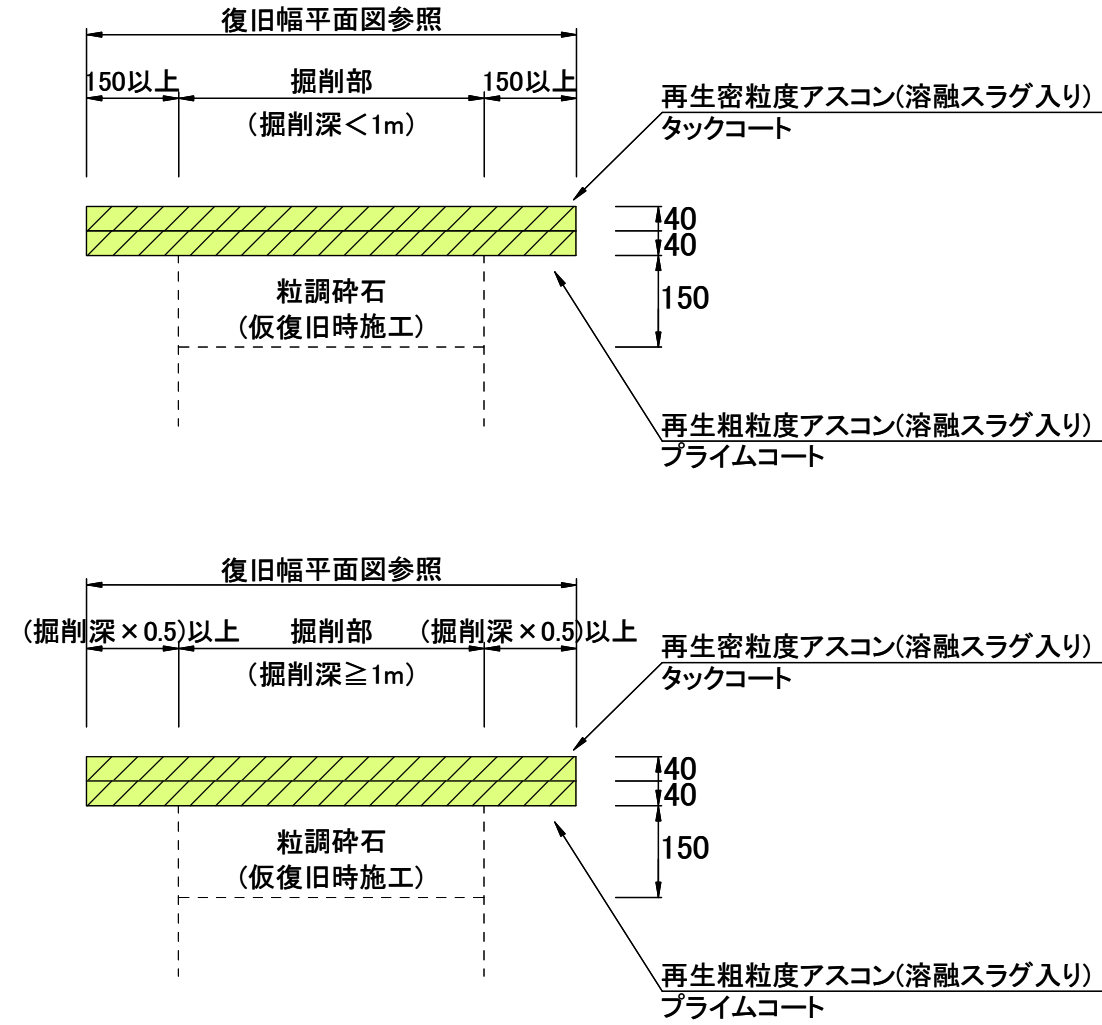 復旧幅平面図参照
150以上 掘削部 150以上
(掘削深<1m)
再生密粒度アスコン(溶融スラグ入り)
タックコート
40
40
粒調砕石
150
(仮復旧時施工)
再生粗粒度アスコン(溶融スラグ入り)
プライムコート
復旧幅平面図参照
(掘削深×0.5)以上 掘削部 (掘削深×0.5)以上
(掘削深≧1m)
再生密粒度アスコン(溶融スラグ入り)
タックコート
40
40
粒調砕石
150
(仮復旧時施工)
再生粗粒度アスコン(溶融スラグ入り)
プライムコート